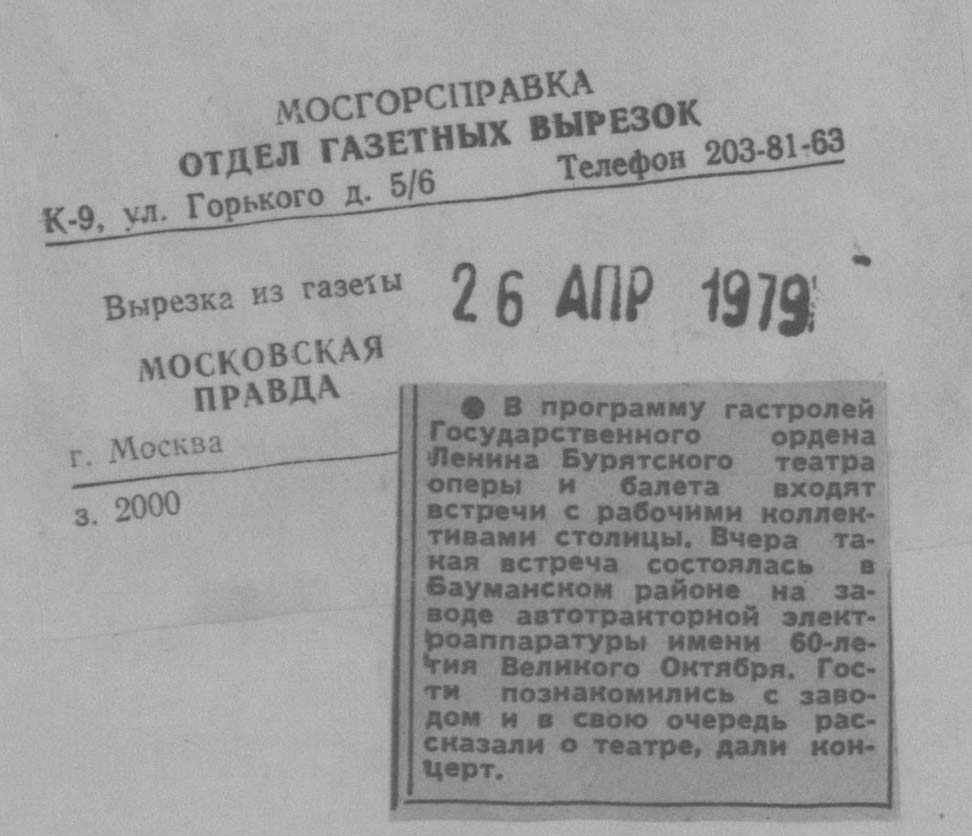 МОСГОРСПРАВКА
ОТДЕЛ ГАЗЕТНЫХ ВЫРЕЗОК
К-9, ул. Горького д. 5/6 Телефон 203-81-63
Вырезка из газеты
26 АПР 1979
МОСКОВСКАЯ
ПРАВДА
г. Москва
з. 2000
● В программу гастролей
Государственного ордена
Ленина Бурятского театра
оперы и балета входят
встречи с рабочими коллек-
тивами столицы. Вчера та-
кая встреча состоялась в
Бауманском районе на за-
воде автотракторной элект-
роаппаратуры имени 60-ле-
тия Великого Октября. Гос-
ти познакомились с заво-
дом и в свою очередь рас-
сказали о театре, дали кон-
церт.